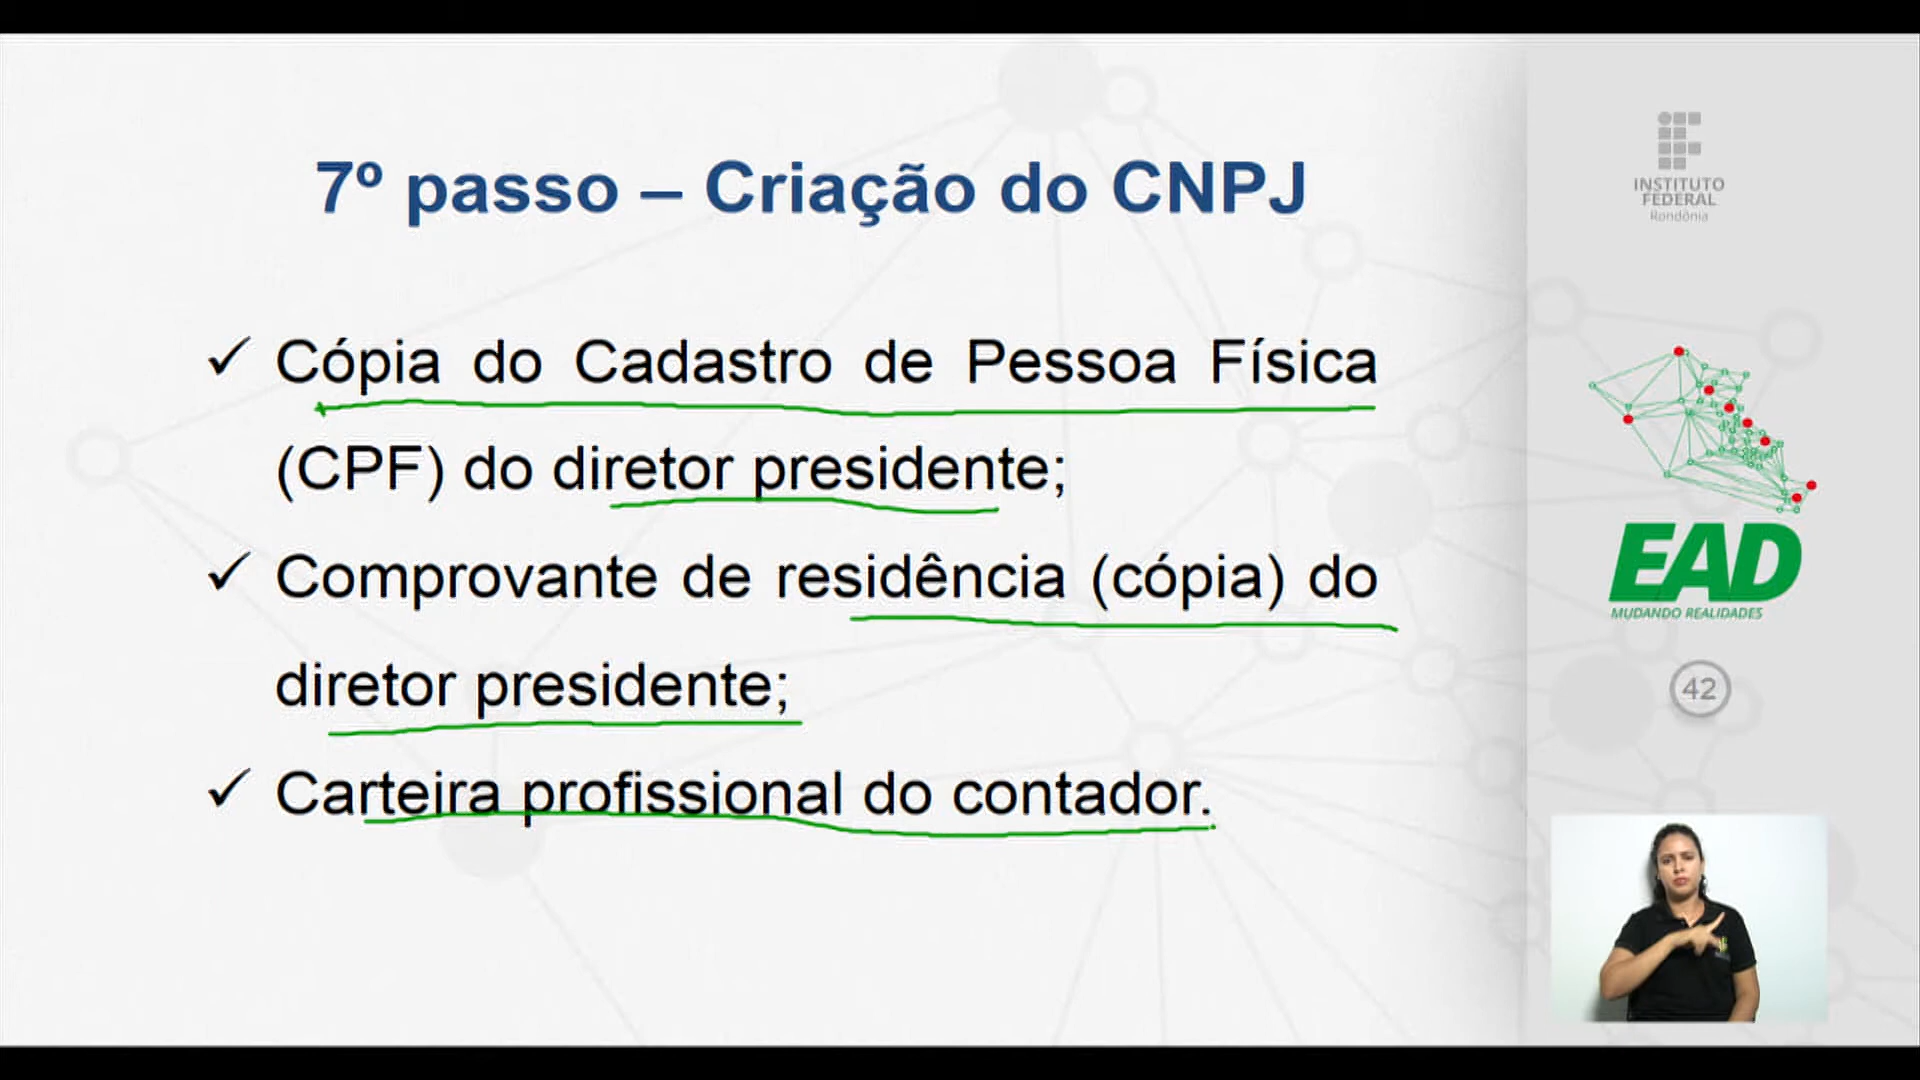 7º passo – Criação do CNPJ
✓ Cópia do Cadastro de Pessoa Física
(CPF) do diretor presidente;
✓ Comprovante de residência (cópia) do
diretor presidente;
✓ Carteira profissional do contador.
INSTITUTO
FEDERAL
Rondônia
EAD
MUDANDO REALIDADES
42